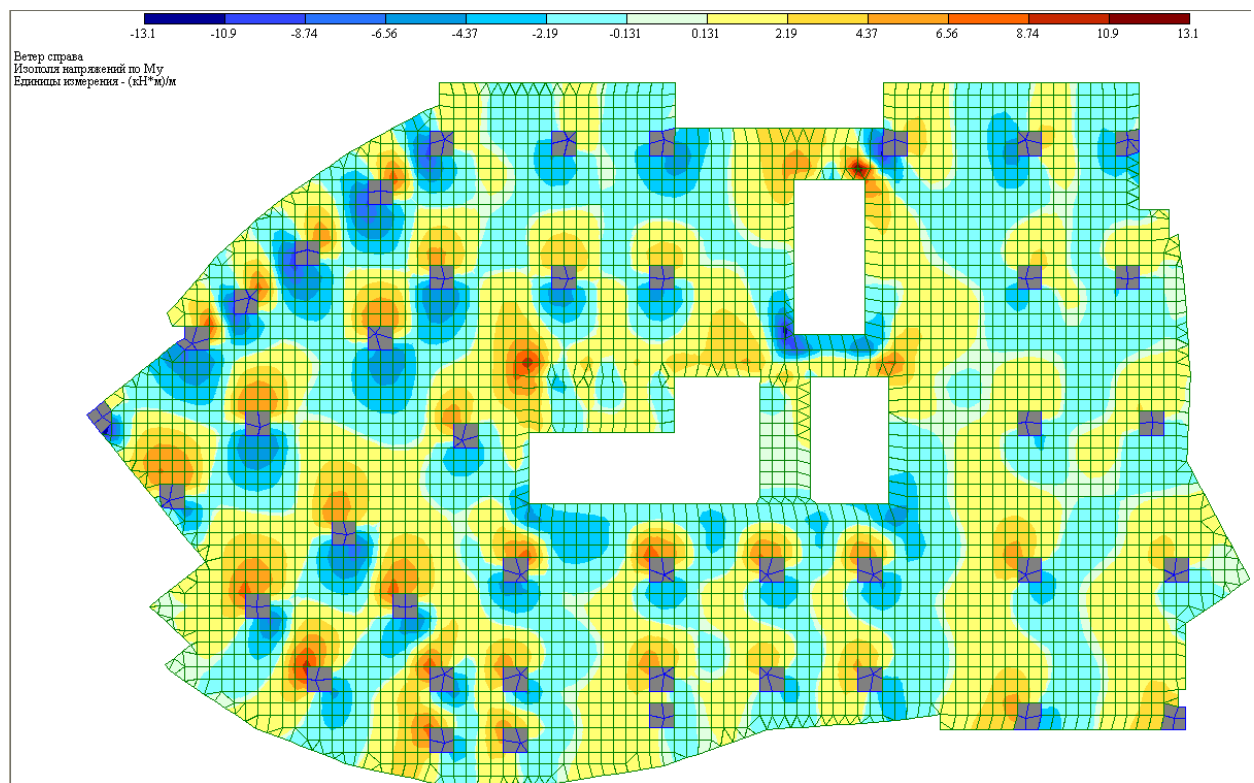 -13.1 -10.9 -8.74 -6.56 -4.37 -2.19 -0.131 0.131 2.19 4.37 6.56 8.74 10.9 13.1
Ветер справа
Изополя напряжений по My
Единицы измерения - (кН*м)/м